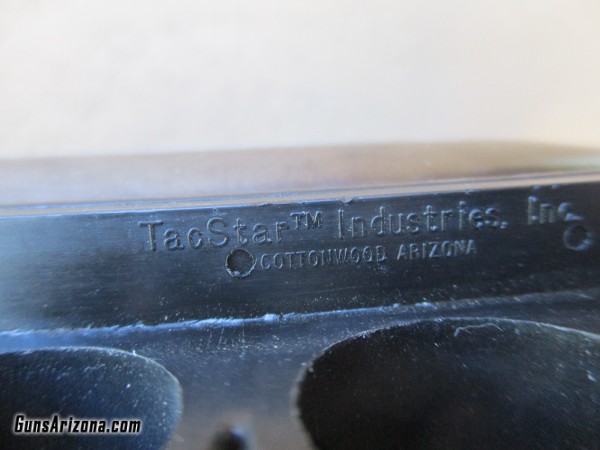 TacStar™ Industries, Inc.
COTTONWOOD ARIZONA
GunsArizona.com